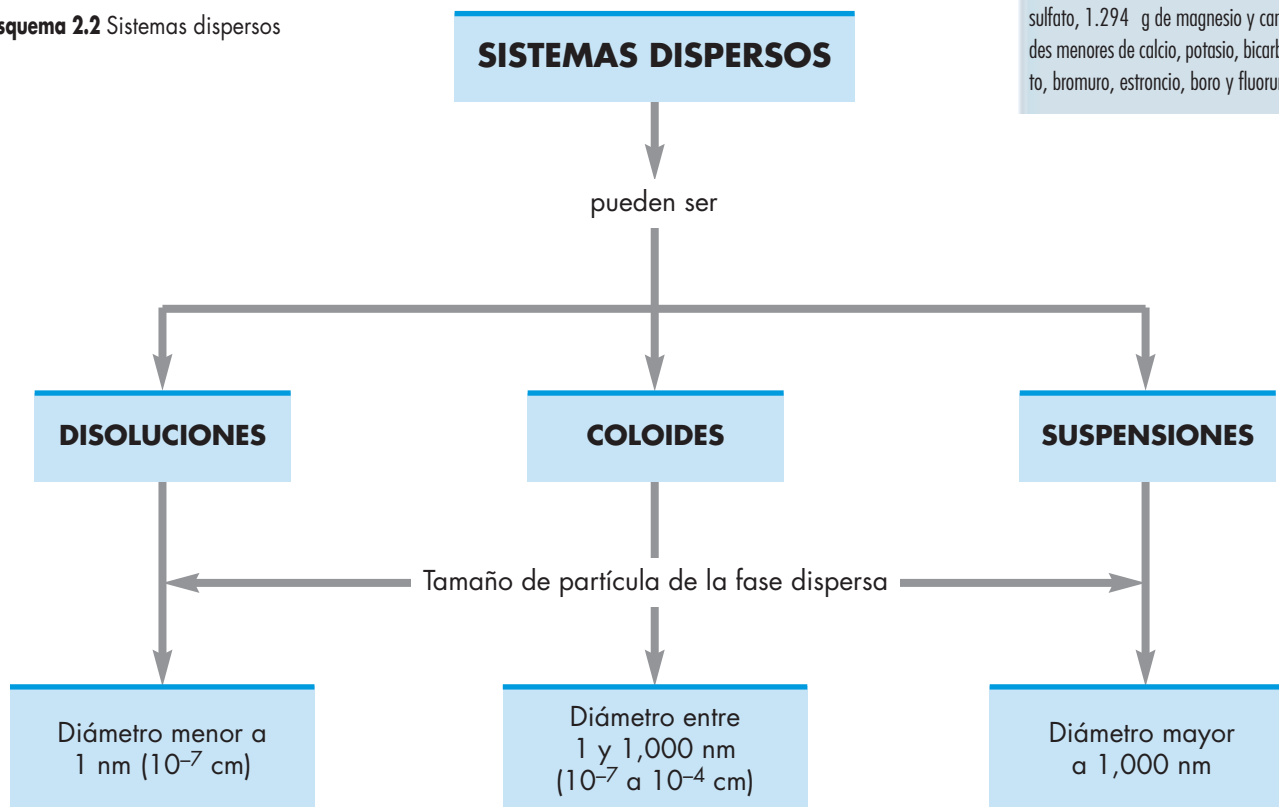 squema 2.2 Sistemas dispersos
sulfato, 1.294 g de magnesio y can
des menores de calcio, potasio, bicarb
to, bromuro, estroncio, boro y fluorur
SISTEMAS DISPERSOS
pueden ser
DISOLUCIONES
COLOIDES
SUSPENSIONES
Tamaño de partícula de la fase dispersa
Diámetro menor a
1 nm (10⁻⁷ cm)
Diámetro entre
1 y 1,000 nm
(10⁻⁷ a 10⁻⁴ cm)
Diámetro mayor
a 1,000 nm